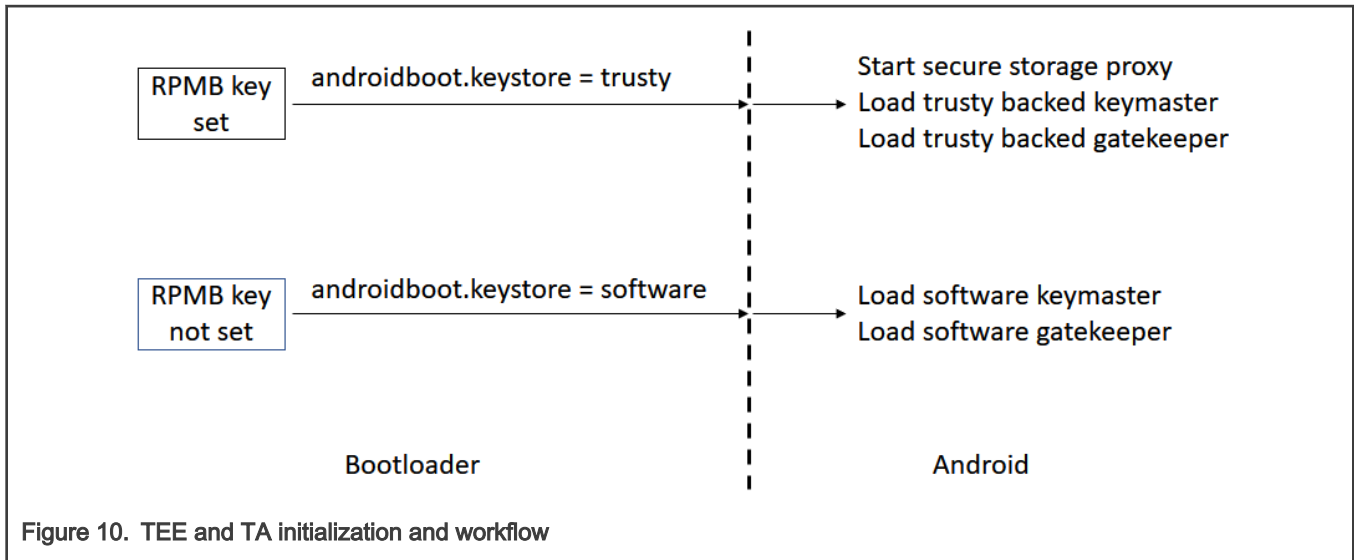 RPMB key
set
androidboot.keystore = trusty
Start secure storage proxy
Load trusty backed keymaster
Load trusty backed gatekeeper
RPMB key
not set
androidboot.keystore = software
Load software keymaster
Load software gatekeeper
Bootloader
Android
Figure 10. TEE and TA initialization and workflow